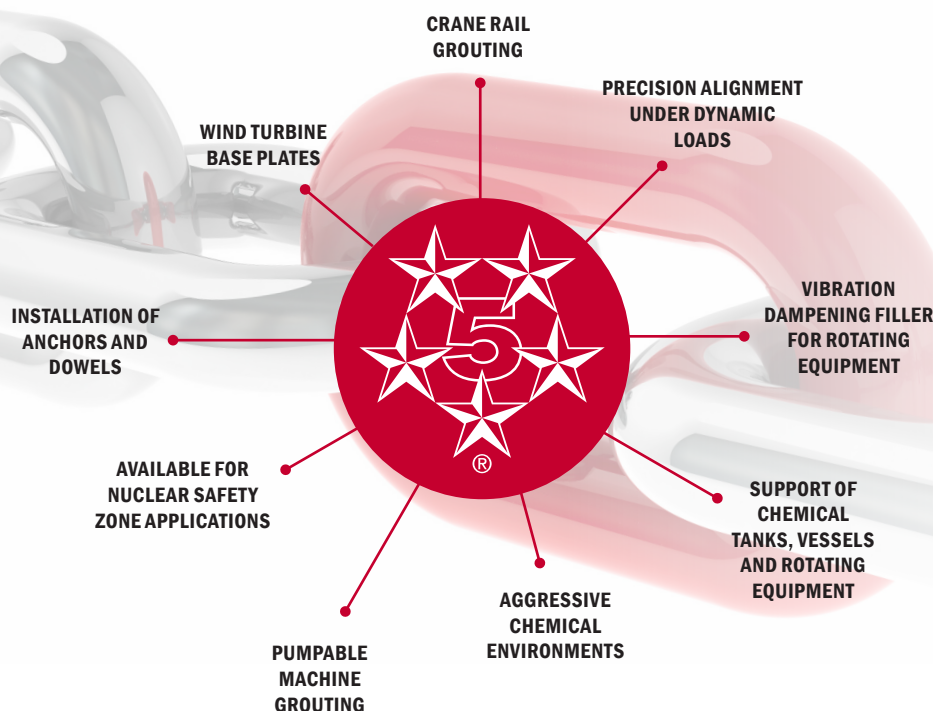 CRANE RAIL
GROUTING
PRECISION ALIGNMENT
UNDER DYNAMIC
LOADS
WIND TURBINE
BASE PLATES
VIBRATION
DAMPENING FILLER
FOR ROTATING
EQUIPMENT
INSTALLATION OF
ANCHORS AND
DOWELS
5
®
AVAILABLE FOR
NUCLEAR SAFETY
ZONE APPLICATIONS
SUPPORT OF
CHEMICAL
TANKS, VESSELS
AND ROTATING
EQUIPMENT
AGGRESSIVE
CHEMICAL
ENVIRONMENTS
PUMPABLE
MACHINE
GROUTING